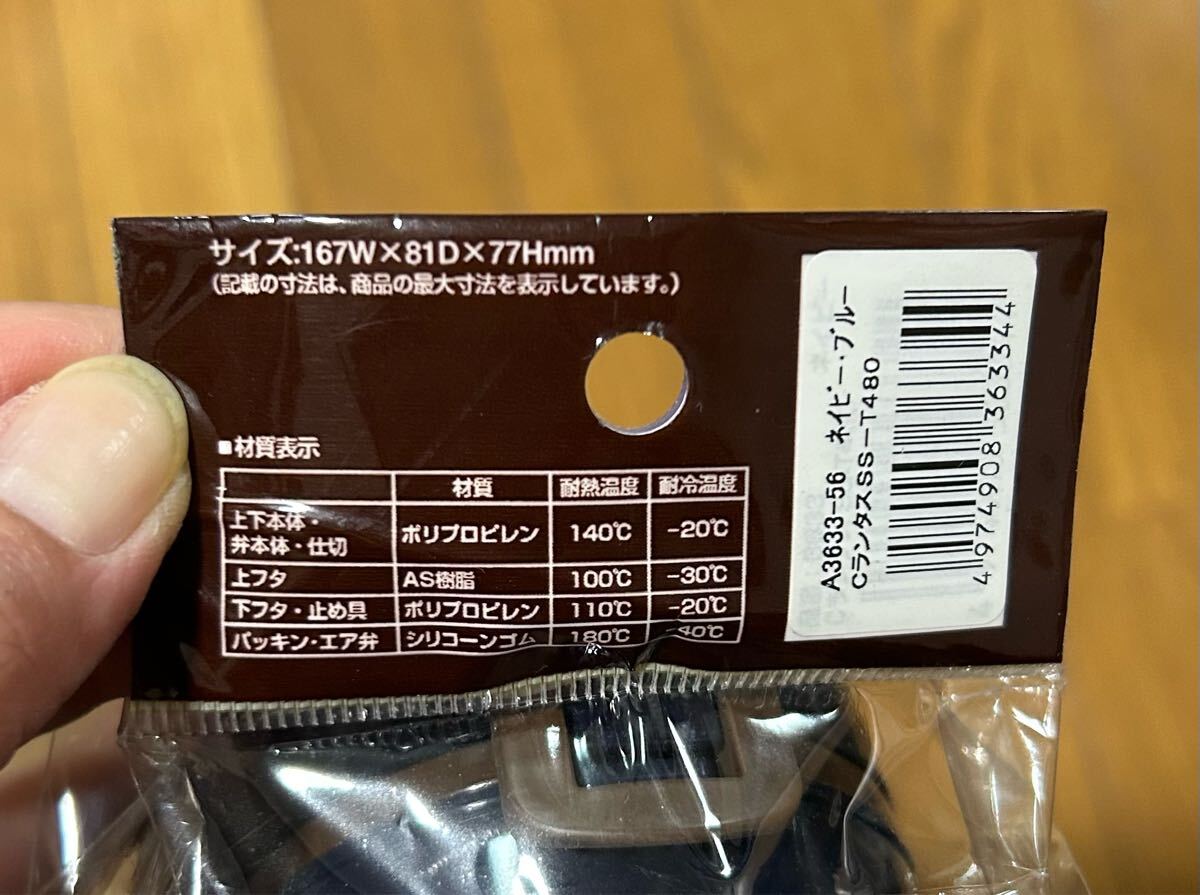 サイズ:167W×81D×77Hmm
(記載の寸法は、商品の最大寸法を表示しています。)
■材質表示
材質 耐熱温度 耐冷温度
上下本体・弁本体・仕切 ポリプロピレン 140℃ -20℃
上フタ AS樹脂 100℃ -30℃
下フタ・止め具 ポリプロピレン 110℃ -20℃
パッキン・エア弁 シリコーンゴム 180℃ -40℃
A3633-56 ネイビー・ブルー
CランタスSS-T480
4974908363344